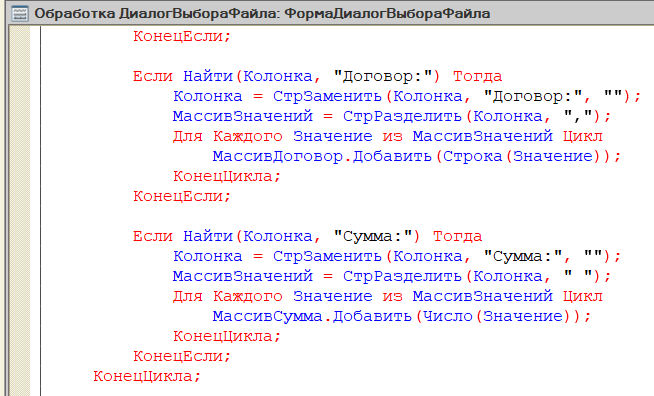 Обработка ДиалогВыбораФайла: ФормаДиалогВыбораФайла
КонецЕсли;
Если Найти(Колонка, "Договор:") Тогда
Колонка = СтрЗаменить(Колонка, "Договор:", "");
МассивЗначений = СтрРазделить(Колонка, ",");
Для Каждого Значение из МассивЗначений Цикл
МассивДоговор.Добавить(Строка(Значение));
КонецЦикла;
КонецЕсли;
Если Найти(Колонка, "Сумма:") Тогда
Колонка = СтрЗаменить(Колонка, "Сумма:", "");
МассивЗначений = СтрРазделить(Колонка, " ");
Для Каждого Значение из МассивЗначений Цикл
МассивСумма.Добавить(Число(Значение));
КонецЦикла;
КонецЕсли;
КонецЦикла;